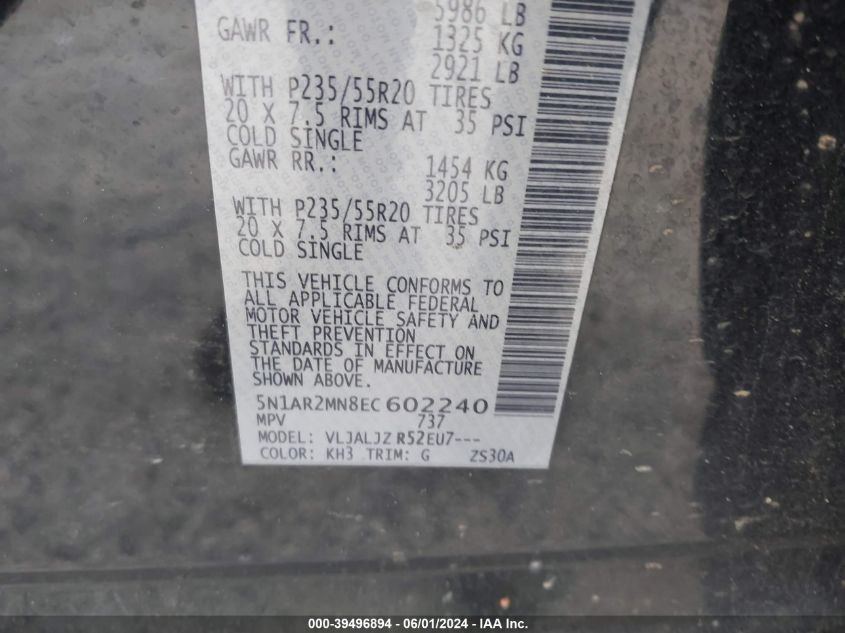 5986 LB
GAWR FR.: 1325 KG
2921 LB
WITH P235/55R20 TIRES
20 X 7.5 RIMS AT 35 PSI
COLD SINGLE
GAWR RR.: 1454 KG
3205 LB
WITH P235/55R20 TIRES
20 X 7.5 RIMS AT 35 PSI
COLD SINGLE
THIS VEHICLE CONFORMS TO
ALL APPLICABLE FEDERAL
MOTOR VEHICLE SAFETY AND
THEFT PREVENTION
STANDARDS IN EFFECT ON
THE DATE OF MANUFACTURE
SHOWN ABOVE.
5N1AR2MN8EC602240
MPV 737
MODEL: VLJALJZ R52EU7---
COLOR: KH3 TRIM: G ZS30A
000-39496894 - 06/01/2024 - IAA Inc.